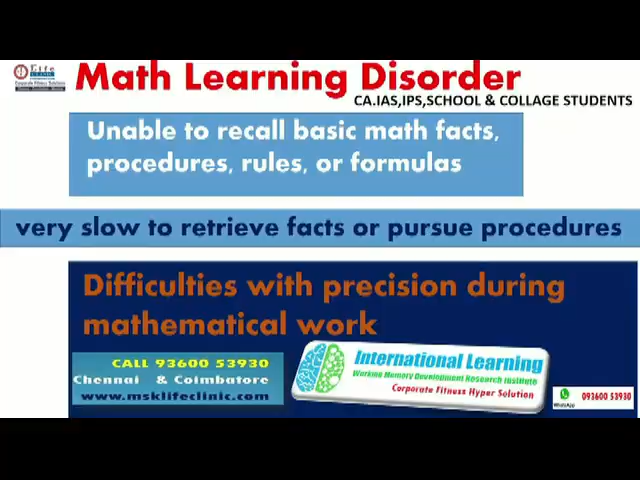 Life
Math Learning Disorder
CA.IAS,IPS,SCHOOL & COLLAGE STUDENTS
Unable to recall basic math facts,
procedures, rules, or formulas
very slow to retrieve facts or pursue procedures
Difficulties with precision during
mathematical work
CALL 93600 53930
Chennai & Coimbatore
www.msklifeclinic.com
International Learning
Working Memory Development Research Institute
Corporate Fitness Hyper Solution
WhatsApp
093600 53930